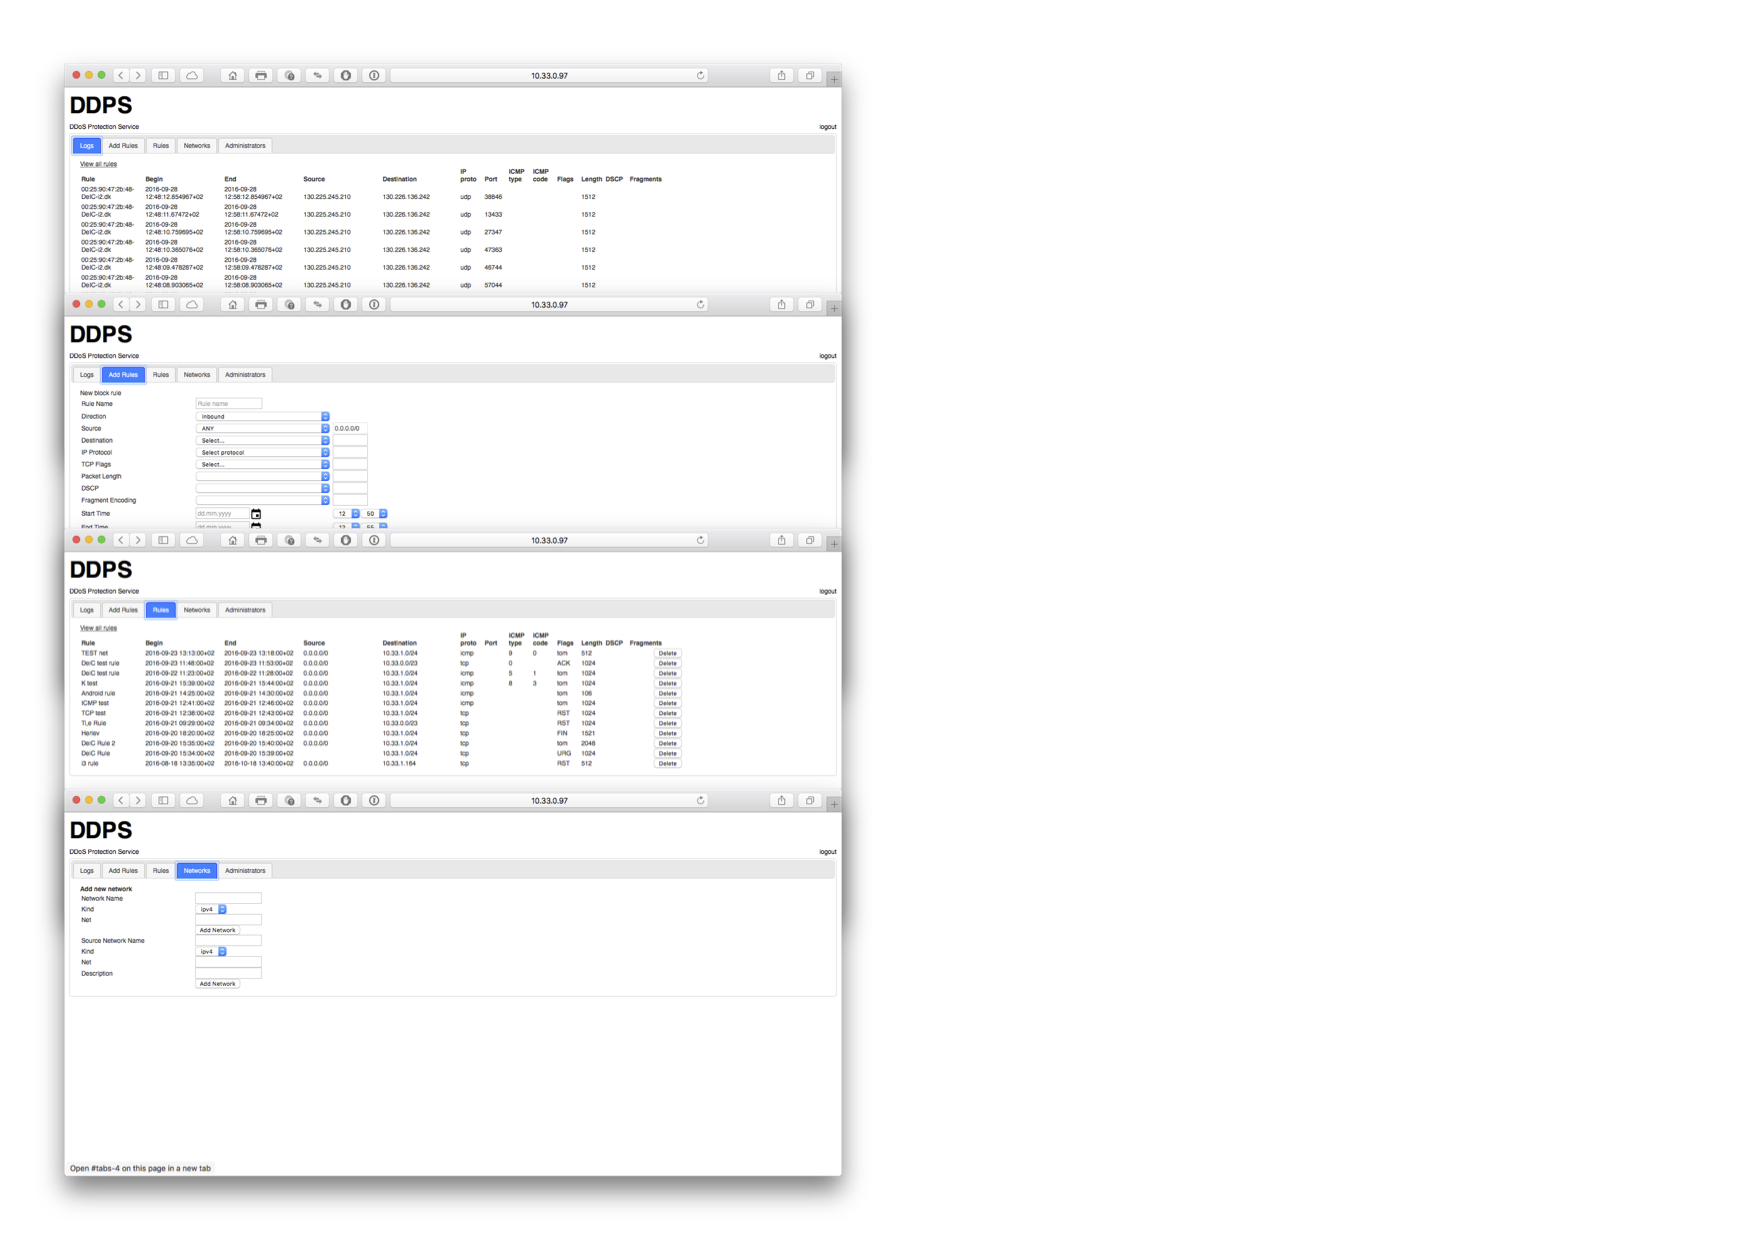 10.33.0.97
DDPS
DDoS Protection Service logout
Logs Add Rules Rules Networks Administrators
View all rules
Rule Begin End Source Destination IP proto Port ICMP type ICMP code Flags Length DSCP Fragments
00:25:90:47:2b:48-DeIC-i2.dk 2016-09-28 12:48:12.854967+02 2016-09-28 12:58:12.854967+02 130.225.245.210 130.226.136.242 udp 38846 1512
00:25:90:47:2b:48-DeIC-i2.dk 2016-09-28 12:48:11.67472+02 2016-09-28 12:58:11.67472+02 130.225.245.210 130.226.136.242 udp 13433 1512
00:25:90:47:2b:48-DeIC-i2.dk 2016-09-28 12:48:10.759695+02 2016-09-28 12:58:10.759695+02 130.225.245.210 130.226.136.242 udp 27347 1512
00:25:90:47:2b:48-DeIC-i2.dk 2016-09-28 12:48:10.365076+02 2016-09-28 12:58:10.365076+02 130.225.245.210 130.226.136.242 udp 47363 1512
00:25:90:47:2b:48-DeIC-i2.dk 2016-09-28 12:48:09.478287+02 2016-09-28 12:58:09.478287+02 130.225.245.210 130.226.136.242 udp 46744 1512
00:25:90:47:2b:48-DeIC-i2.dk 2016-09-28 12:48:08.903065+02 2016-09-28 12:58:08.903065+02 130.225.245.210 130.226.136.242 udp 57044 1512
10.33.0.97
DDPS
DDoS Protection Service logout
Logs Add Rules Rules Networks Administrators
New block rule
Rule Name Rule name
Direction Inbound
Source ANY 0.0.0.0/0
Destination Select...
IP Protocol Select protocol
TCP Flags Select...
Packet Length
DSCP
Fragment Encoding
Start Time dd.mm.yyyy 12 50
End Time dd.mm.yyyy 12 55
10.33.0.97
DDPS
DDoS Protection Service logout
Logs Add Rules Rules Networks Administrators
View all rules
Rule Begin End Source Destination IP proto Port ICMP type ICMP code Flags Length DSCP Fragments
TEST net 2016-09-23 13:13:00+02 2016-09-23 13:18:00+02 0.0.0.0/0 10.33.1.0/24 icmp 9 0 tom 512 Delete
DeiC test rule 2016-09-23 11:48:00+02 2016-09-23 11:53:00+02 0.0.0.0/0 10.33.0.0/23 tcp 0 ACK 1024 Delete
DeiC test rule 2016-09-22 11:23:00+02 2016-09-22 11:28:00+02 0.0.0.0/0 10.33.1.0/24 icmp 5 1 tom 1024 Delete
K test 2016-09-21 15:39:00+02 2016-09-21 15:44:00+02 0.0.0.0/0 10.33.1.0/24 icmp 8 3 tom 1024 Delete
Android rule 2016-09-21 14:25:00+02 2016-09-21 14:30:00+02 0.0.0.0/0 10.33.1.0/24 icmp tom 106 Delete
ICMP test 2016-09-21 12:41:00+02 2016-09-21 12:46:00+02 0.0.0.0/0 10.33.1.0/24 icmp tom 1024 Delete
TCP test 2016-09-21 12:38:00+02 2016-09-21 12:43:00+02 0.0.0.0/0 10.33.1.0/24 tcp RST 1024 Delete
Ti,e Rule 2016-09-21 09:29:00+02 2016-09-21 09:34:00+02 0.0.0.0/0 10.33.0.0/23 tcp RST 1024 Delete
Herlev 2016-09-20 18:20:00+02 2016-09-20 18:25:00+02 0.0.0.0/0 10.33.1.0/24 tcp FIN 1521 Delete
DeiC Rule 2 2016-09-20 15:35:00+02 2016-09-20 15:40:00+02 0.0.0.0/0 10.33.1.0/24 tcp tom 2048 Delete
DeiC Rule 2016-09-20 15:34:00+02 2016-09-20 15:39:00+02 10.33.1.0/24 tcp URG 1024 Delete
i3 rule 2016-08-18 13:35:00+02 2016-10-18 13:40:00+02 0.0.0.0/0 10.33.1.164 tcp RST 512 Delete
10.33.0.97
DDPS
DDoS Protection Service logout
Logs Add Rules Rules Networks Administrators
Add new network
Network Name
Kind ipv4
Net
Add Network
Source Network Name
Kind ipv4
Net
Description
Add Network
Open #tabs-4 on this page in a new tab